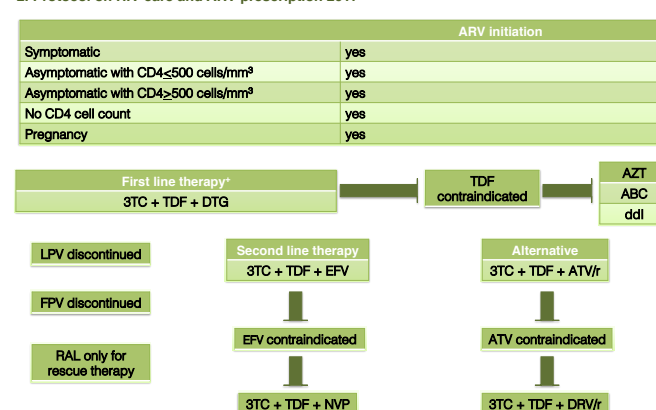 ARV initiation
Symptomatic yes
Asymptomatic with CD4<500 cells/mm³ yes
Asymptomatic with CD4>500 cells/mm³ yes
No CD4 cell count yes
Pregnancy yes
First line therapy⁺
3TC + TDF + DTG
TDF
contraindicated
AZT
ABC
ddI
LPV discontinued
FPV discontinued
RAL only for
rescue therapy
Second line therapy
3TC + TDF + EFV
EFV contraindicated
3TC + TDF + NVP
Alternative
3TC + TDF + ATV/r
ATV contraindicated
3TC + TDF + DRV/r